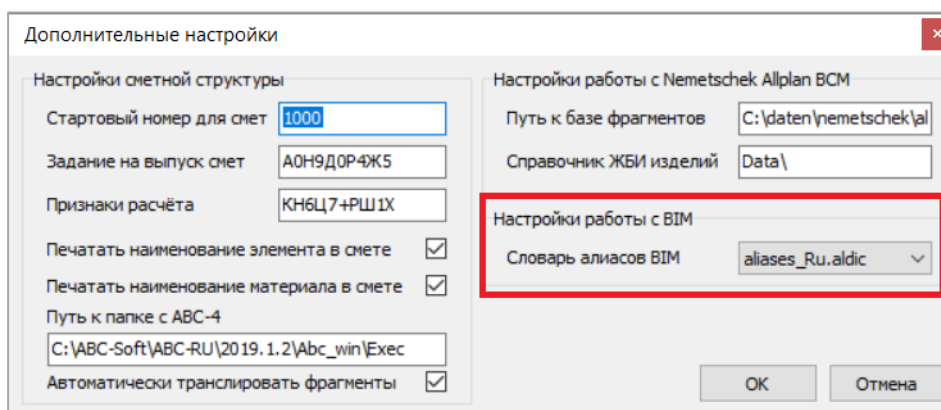 Дополнительные настройки
Настройки сметной структуры
Стартовый номер для смет 1000
Задание на выпуск смет А0Н9Д0Р4Ж5
Признаки расчёта КН6Ц7+РШ1Х
Печатать наименование элемента в смете
Печатать наименование материала в смете
Путь к папке с АВС-4
C:\ABC-Soft\ABC-RU\2019.1.2\Abc_win\Exec
Автоматически транслировать фрагменты
Настройки работы с Nemetschek Allplan BCM
Путь к базе фрагментов C:\daten\nemetschek\al
Справочник ЖБИ изделий Data\
Настройки работы с BIM
Словарь алиасов BIM aliases_Ru.aldic
OK Отмена